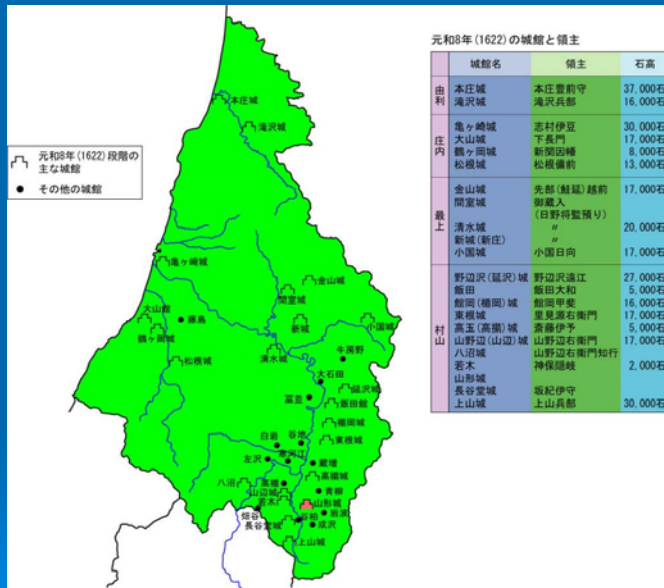 元和8年(1622)の城館と領主
城館名 領主 石高
由利
本庄城 本庄豊前守 37,000石
滝沢城 滝沢兵部 16,000石
庄内
亀ヶ崎城 志村伊豆 30,000石
大山城 下長門 17,000石
鶴ヶ岡城 新関因幡 8,000石
松根城 松根備前 13,000石
最上
金山城 先部(鮭延)越前 17,000石
関室城 御蔵入
(日野将監預り)
清水城 〃 20,000石
新城(新庄) 〃
小国城 小国日向 17,000石
村山
野辺沢(延沢)城 野辺沢遠江 27,000石
飯田 飯田大和 5,000石
館岡(楯岡)城 館岡甲斐 16,000石
東根城 里見源右衛門 17,000石
高玉(高擶)城 斎藤伊予 5,000石
山野辺(山辺)城 山野辺右衛門 17,000石
八沼城 山野辺右衛門知行
若木 神保隠岐 2,000石
山形城
長谷堂城 坂紀伊守
上山城 上山兵部 30,000石
元和8年(1622)段階の
主な城館
その他の城館
本庄城
滝沢城
亀ヶ崎城
金山城
関室城
大山館
藤島
新城
小国城
鶴ヶ岡城
松根城
清水城
牛房野
大石田
延沢城
富並
飯田館
楯岡城
白岩
谷地
東根城
左沢
寒河江
蔵増
高擶城
八沼
高楯
山辺城
青柳
若木
山形城
畑谷
谷柏
岩波
長谷堂城
成沢
上山城